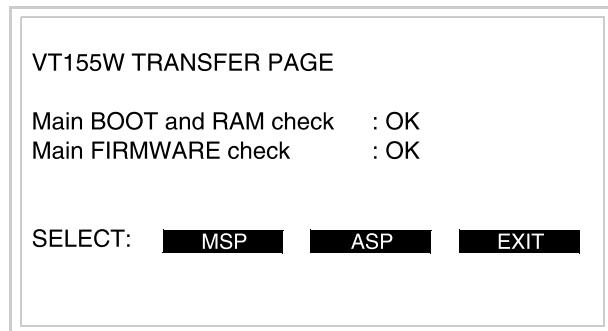 VT155W TRANSFER PAGE
Main BOOT and RAM check : OK
Main FIRMWARE check : OK
SELECT: MSP ASP EXIT